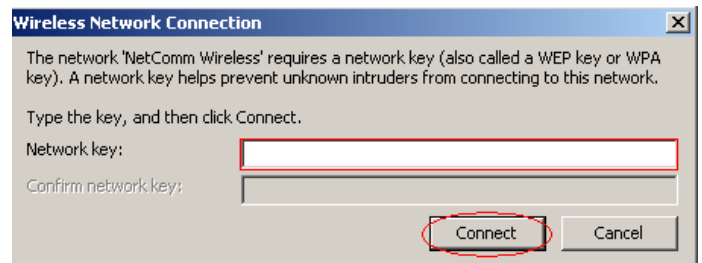 Wireless Network Connection
The network 'NetComm Wireless' requires a network key (also called a WEP key or WPA
key). A network key helps prevent unknown intruders from connecting to this network.
Type the key, and then click Connect.
Network key:
Confirm network key:
Connect Cancel